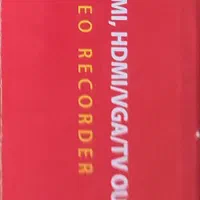 MI, HDMI/VGA/TV OU
EO RECORDER